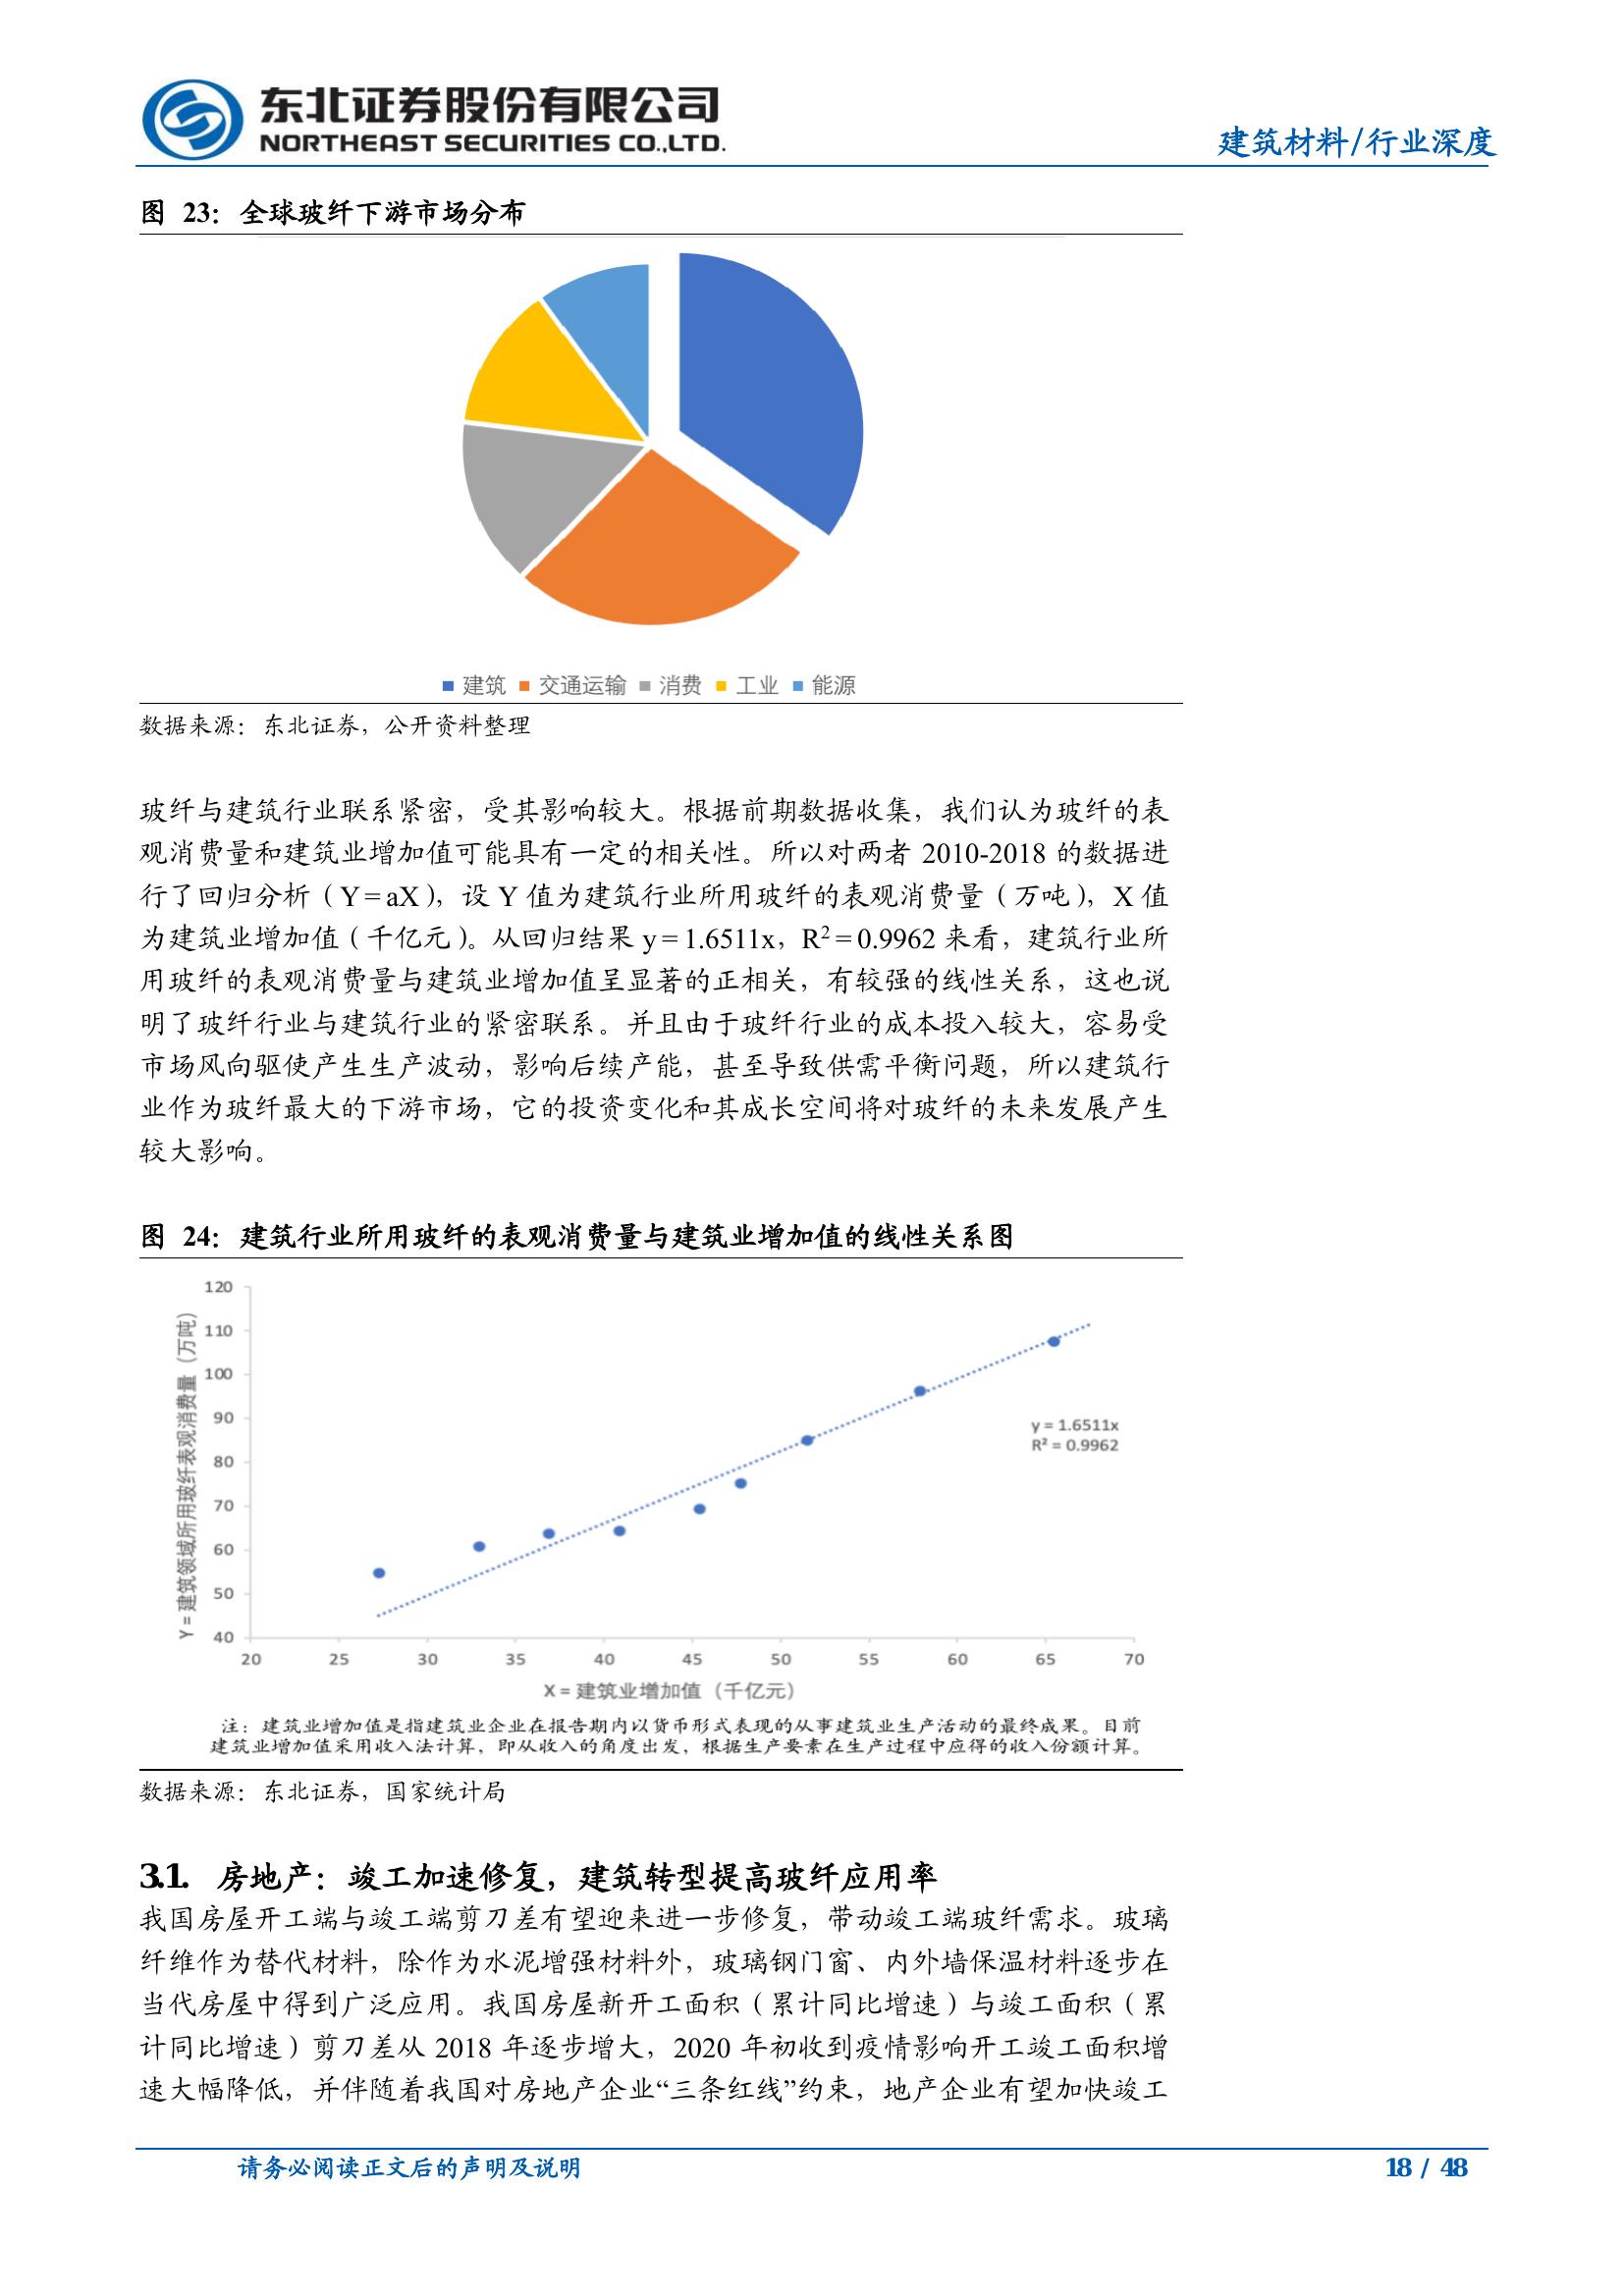 东北证券股份有限公司
NORTHEAST SECURITIES CO.,LTD.
建筑材料/行业深度
图 23：全球玻纤下游市场分布
建筑 交通运输 消费 工业 能源
数据来源：东北证券，公开资料整理
玻纤与建筑行业联系紧密，受其影响较大。根据前期数据收集，我们认为玻纤的表
观消费量和建筑业增加值可能具有一定的相关性。所以对两者 2010-2018 的数据进
行了回归分析（Y=aX），设 Y 值为建筑行业所用玻纤的表观消费量（万吨），X 值
为建筑业增加值（千亿元）。从回归结果 y=1.6511x，R²=0.9962 来看，建筑行业所
用玻纤的表观消费量与建筑业增加值呈显著的正相关，有较强的线性关系，这也说
明了玻纤行业与建筑行业的紧密联系。并且由于玻纤行业的成本投入较大，容易受
市场风向驱使产生生产波动，影响后续产能，甚至导致供需平衡问题，所以建筑行
业作为玻纤最大的下游市场，它的投资变化和其成长空间将对玻纤的未来发展产生
较大影响。
图 24：建筑行业所用玻纤的表观消费量与建筑业增加值的线性关系图
Y = 建筑领域所用玻纤表观消费量（万吨）
120
110
100
90
80
70
60
50
40
y = 1.6511x
R² = 0.9962
20 25 30 35 40 45 50 55 60 65 70
X = 建筑业增加值（千亿元）
注：建筑业增加值是指建筑业企业在报告期内以货币形式表现的从事建筑业生产活动的最终成果。目前
建筑业增加值采用收入法计算，即从收入的角度出发，根据生产要素在生产过程中应得的收入份额计算。
数据来源：东北证券，国家统计局
3.1. 房地产：竣工加速修复，建筑转型提高玻纤应用率
我国房屋开工端与竣工端剪刀差有望迎来进一步修复，带动竣工端玻纤需求。玻璃
纤维作为替代材料，除作为水泥增强材料外，玻璃钢门窗、内外墙保温材料逐步在
当代房屋中得到广泛应用。我国房屋新开工面积（累计同比增速）与竣工面积（累
计同比增速）剪刀差从 2018 年逐步增大，2020 年初收到疫情影响开工竣工面积增
速大幅降低，并伴随着我国对房地产企业“三条红线”约束，地产企业有望加快竣工
请务必阅读正文后的声明及说明
18 / 48